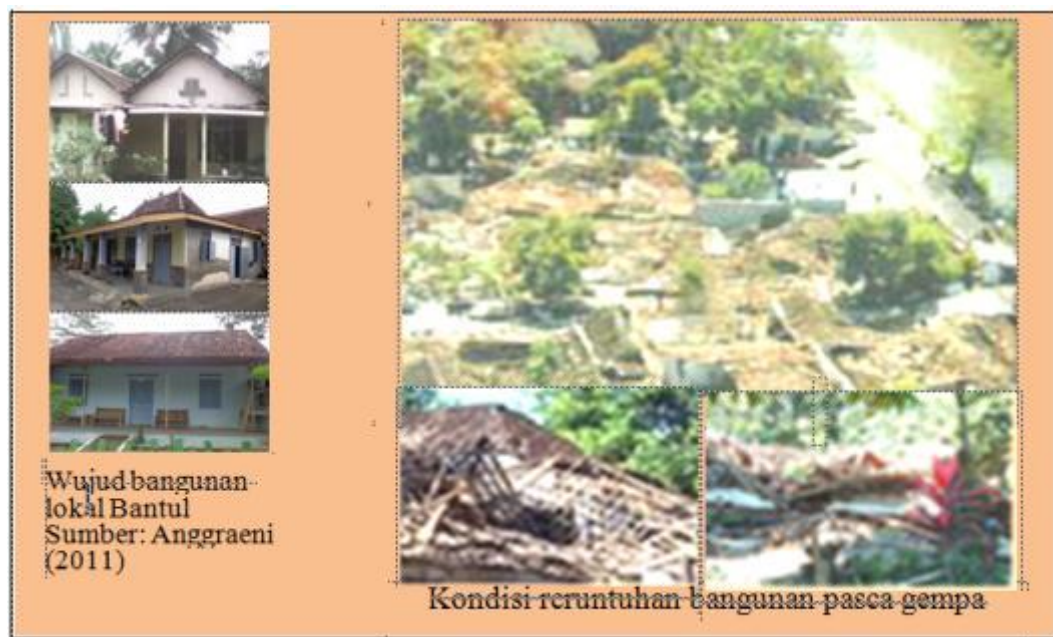 Wujud bangunan
lokal Bantul
Sumber: Anggraeni
(2011)
Kondisi reruntuhan bangunan pasca gempa